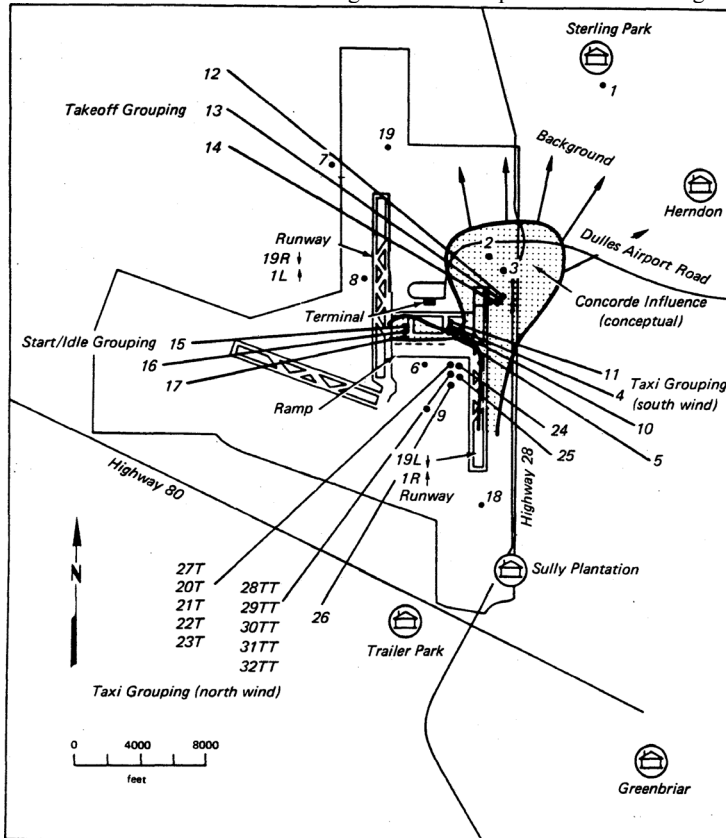 Sterling Park
12
1
Takeoff Grouping
13
19
14
7
Background
Herndon
Runway
19R
1L
2
3
8
Dulles Airport Road
Terminal
Concorde Influence
(conceptual)
Start/Idle Grouping
15
16
17
11
Taxi Grouping
(south wind)
4
6
Ramp
10
24
9
25
5
19L
1R
Runway
Highway 28
18
Highway 80
N
Sully Plantation
27T
20T
21T
22T
23T
28TT
29TT
30TT
31TT
32TT
26
Trailer Park
Taxi Grouping (north wind)
0
4000
8000
feet
Greenbriar